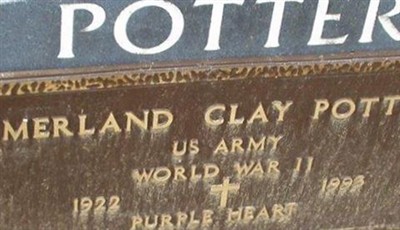 POTTER
MERLAND CLAY POTT
US ARMY
WORLD WAR II
1922 1993
PURPLE HEART